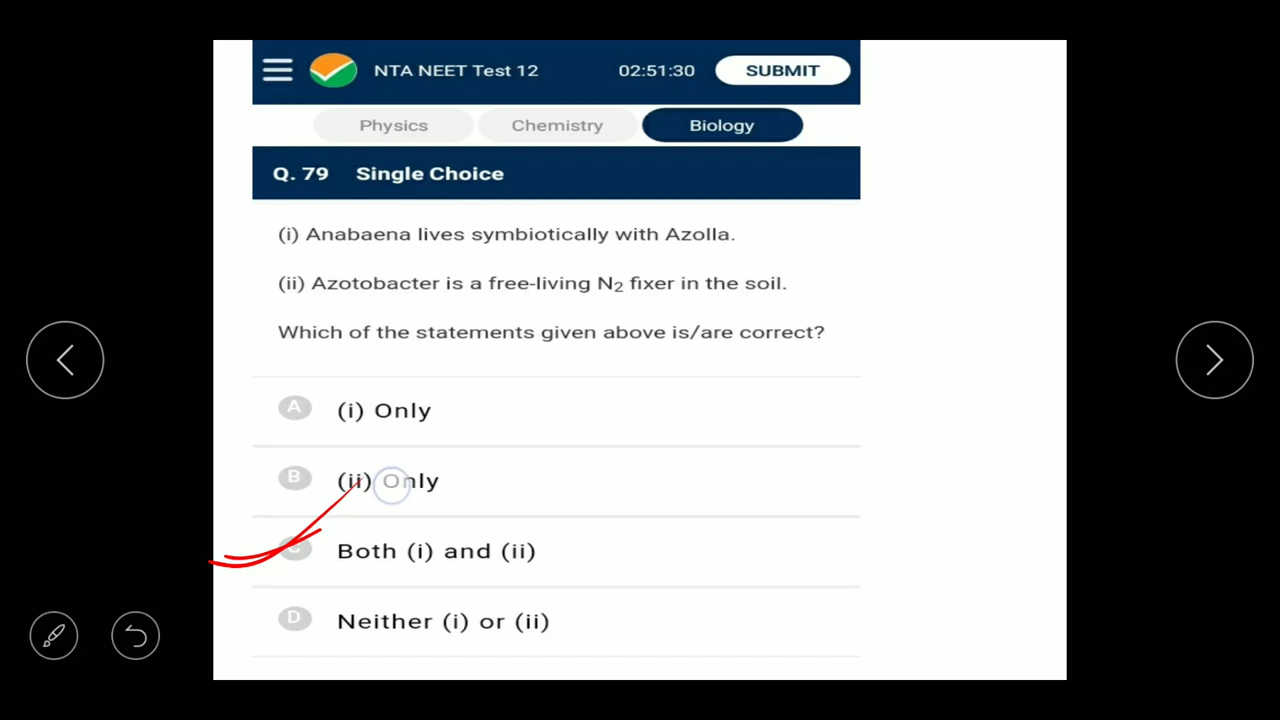 NTA NEET Test 12 02:51:30 SUBMIT
Physics Chemistry Biology
Q. 79 Single Choice
(i) Anabaena lives symbiotically with Azolla.
(ii) Azotobacter is a free-living N₂ fixer in the soil.
Which of the statements given above is/are correct?
A (i) Only
B (ii) Only
C Both (i) and (ii)
D Neither (i) or (ii)